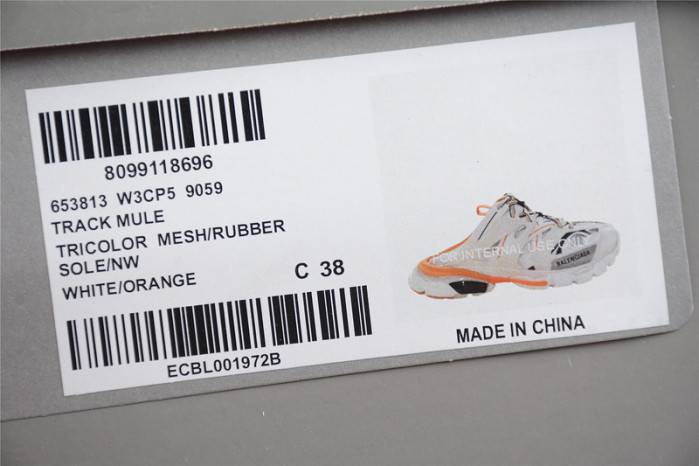 8099118696
653813 W3CP5 9059
TRACK MULE
TRICOLOR MESH/RUBBER
SOLE/NW
WHITE/ORANGE
C 38
ECBL001972B
FOR INTERNAL USE ONLY
BALENCIAGA
MADE IN CHINA